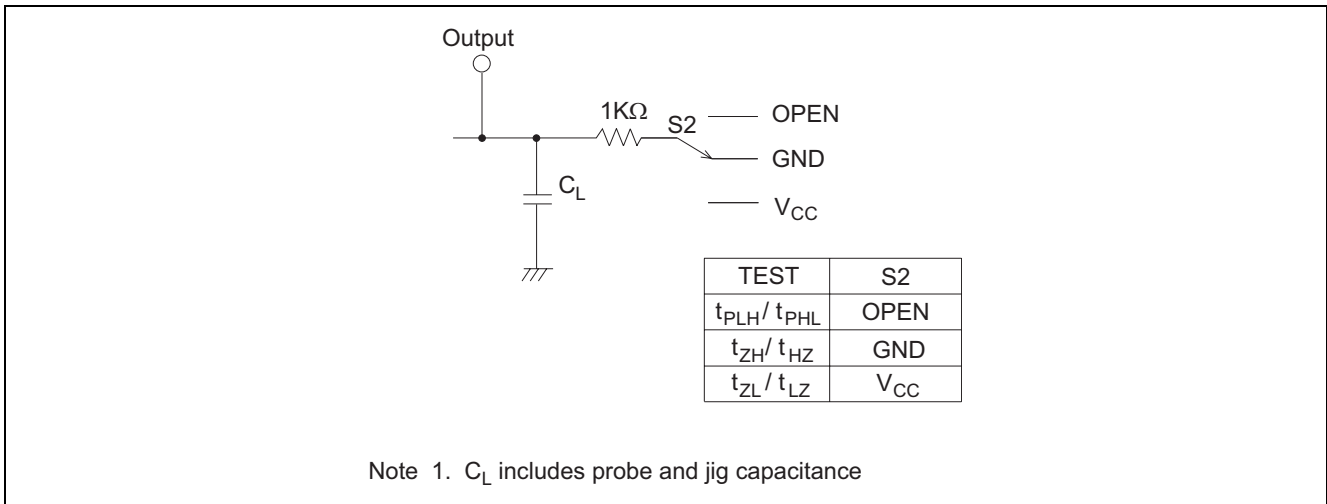 Output
1KΩ
S2
OPEN
GND
V_CC
C_L
TEST S2
t_PLH / t_PHL OPEN
t_ZH / t_HZ GND
t_ZL / t_LZ V_CC
Note 1. C_L includes probe and jig capacitance